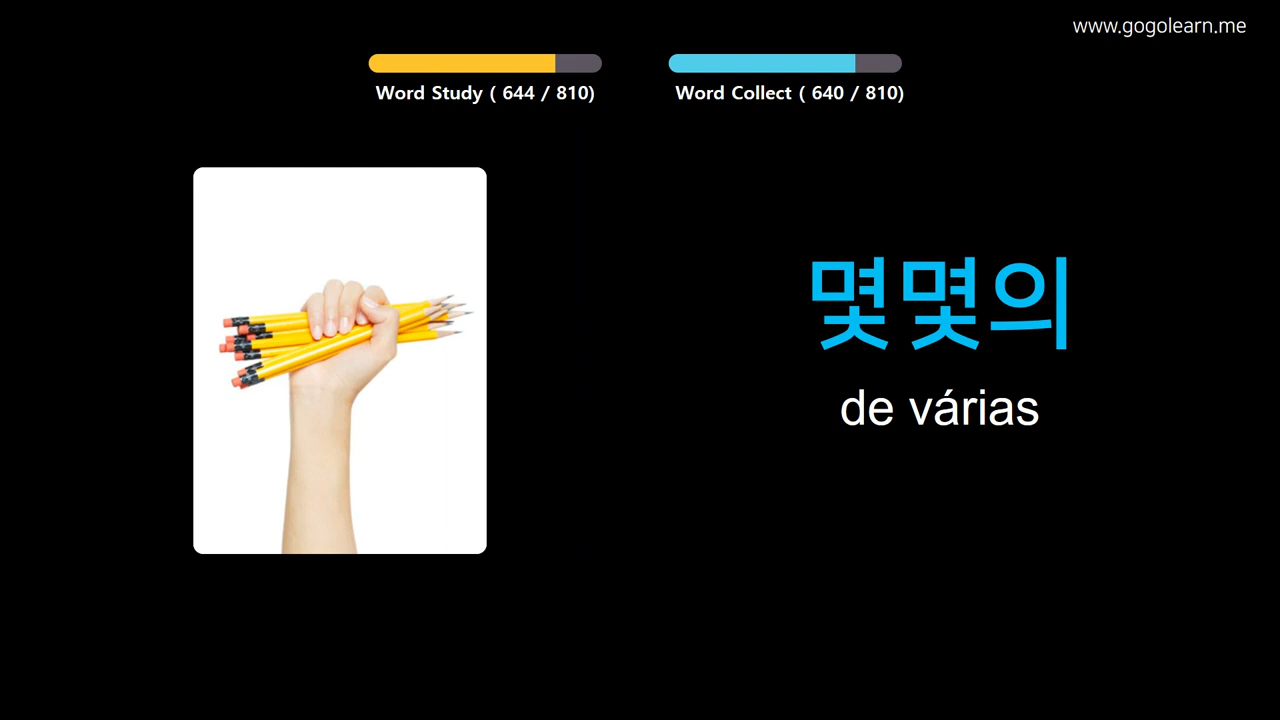 www.gogolearn.me
Word Study ( 644 / 810)
Word Collect ( 640 / 810)
몇몇의
de várias